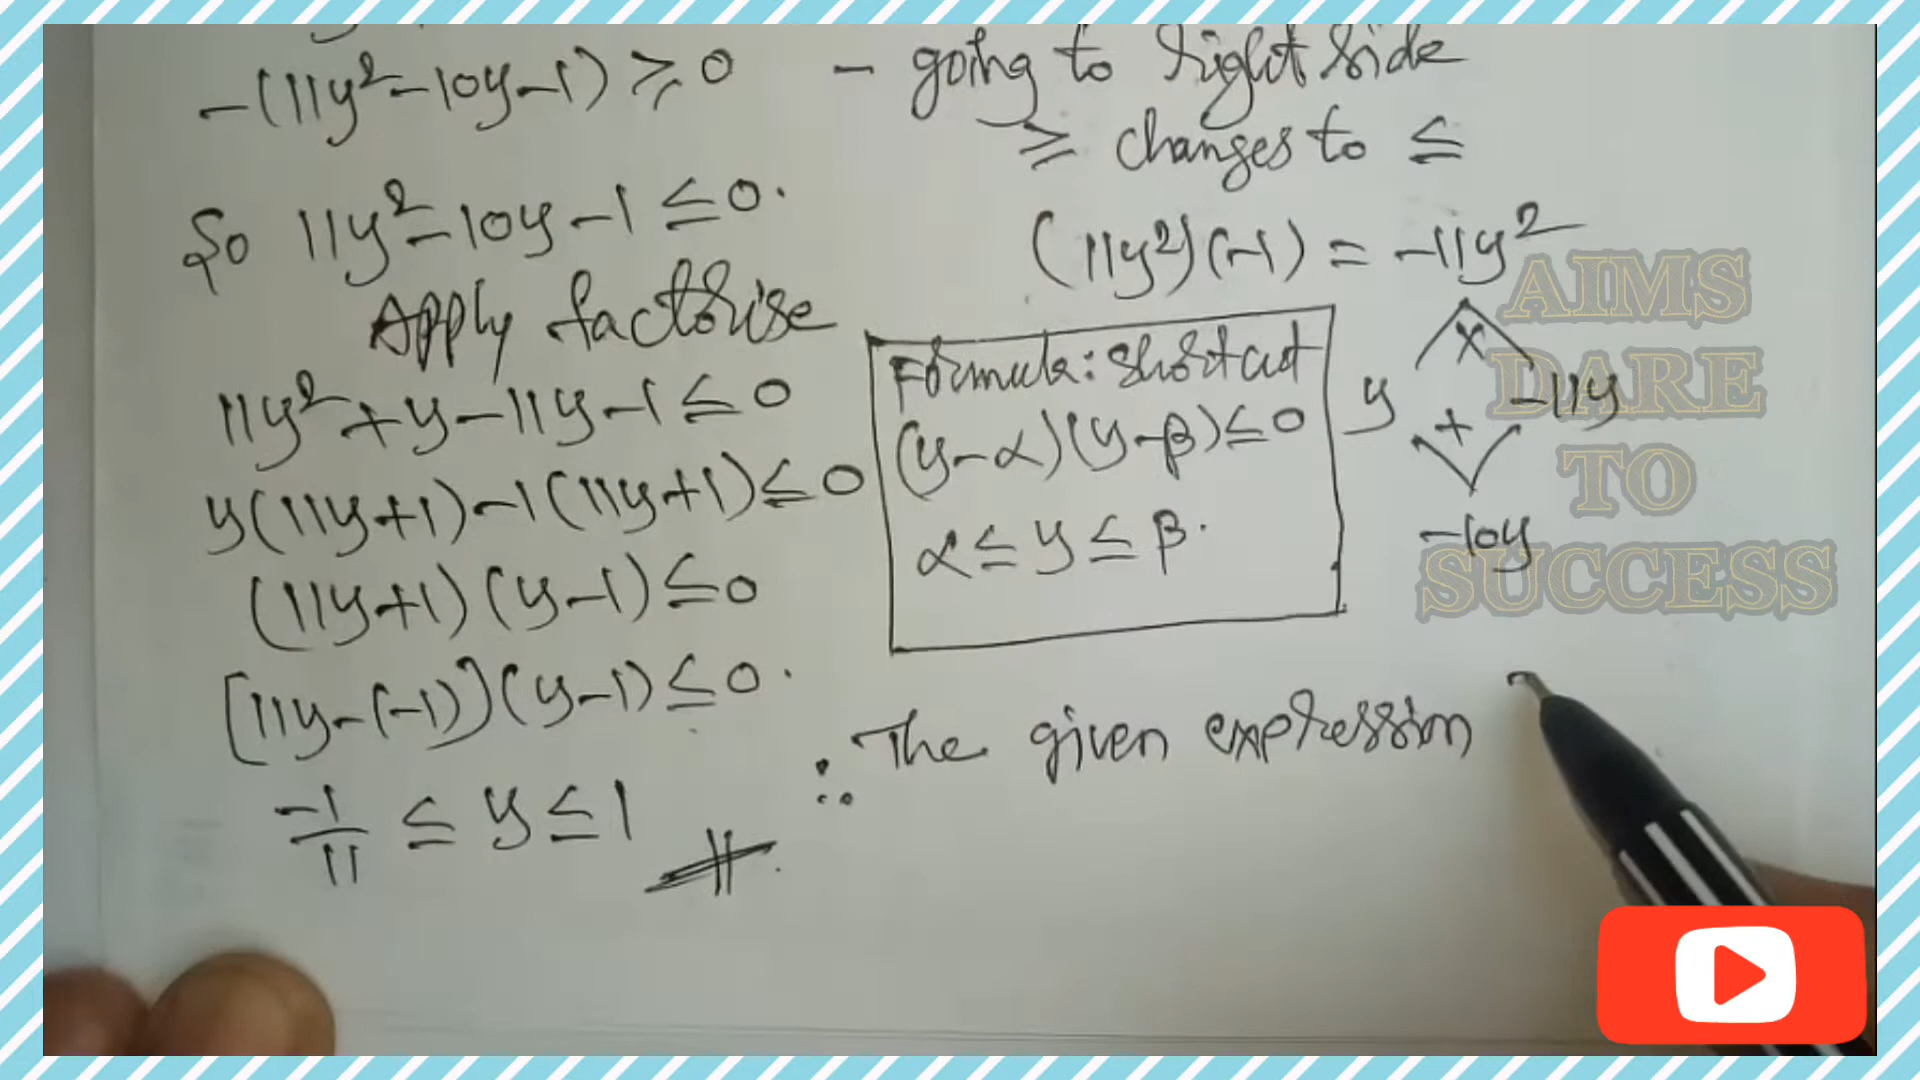 -(11y²-10y-1) ≥ 0 - going to right side
≥ changes to ≤
So 11y²-10y-1 ≤ 0.
(11y²)(-1) = -11y²
Apply factorise
11y²+y-11y-1 ≤ 0
y(11y+1)-1(11y+1) ≤ 0
(11y+1)(y-1) ≤ 0
[11y-(-1)](y-1) ≤ 0.
-1/11 ≤ y ≤ 1
Formula: Shortcut
(y-α)(y-β) ≤ 0
α ≤ y ≤ β.
×
y -11y
+
-10y
∴ The given expression
AIMS
DARE
TO
SUCCESS